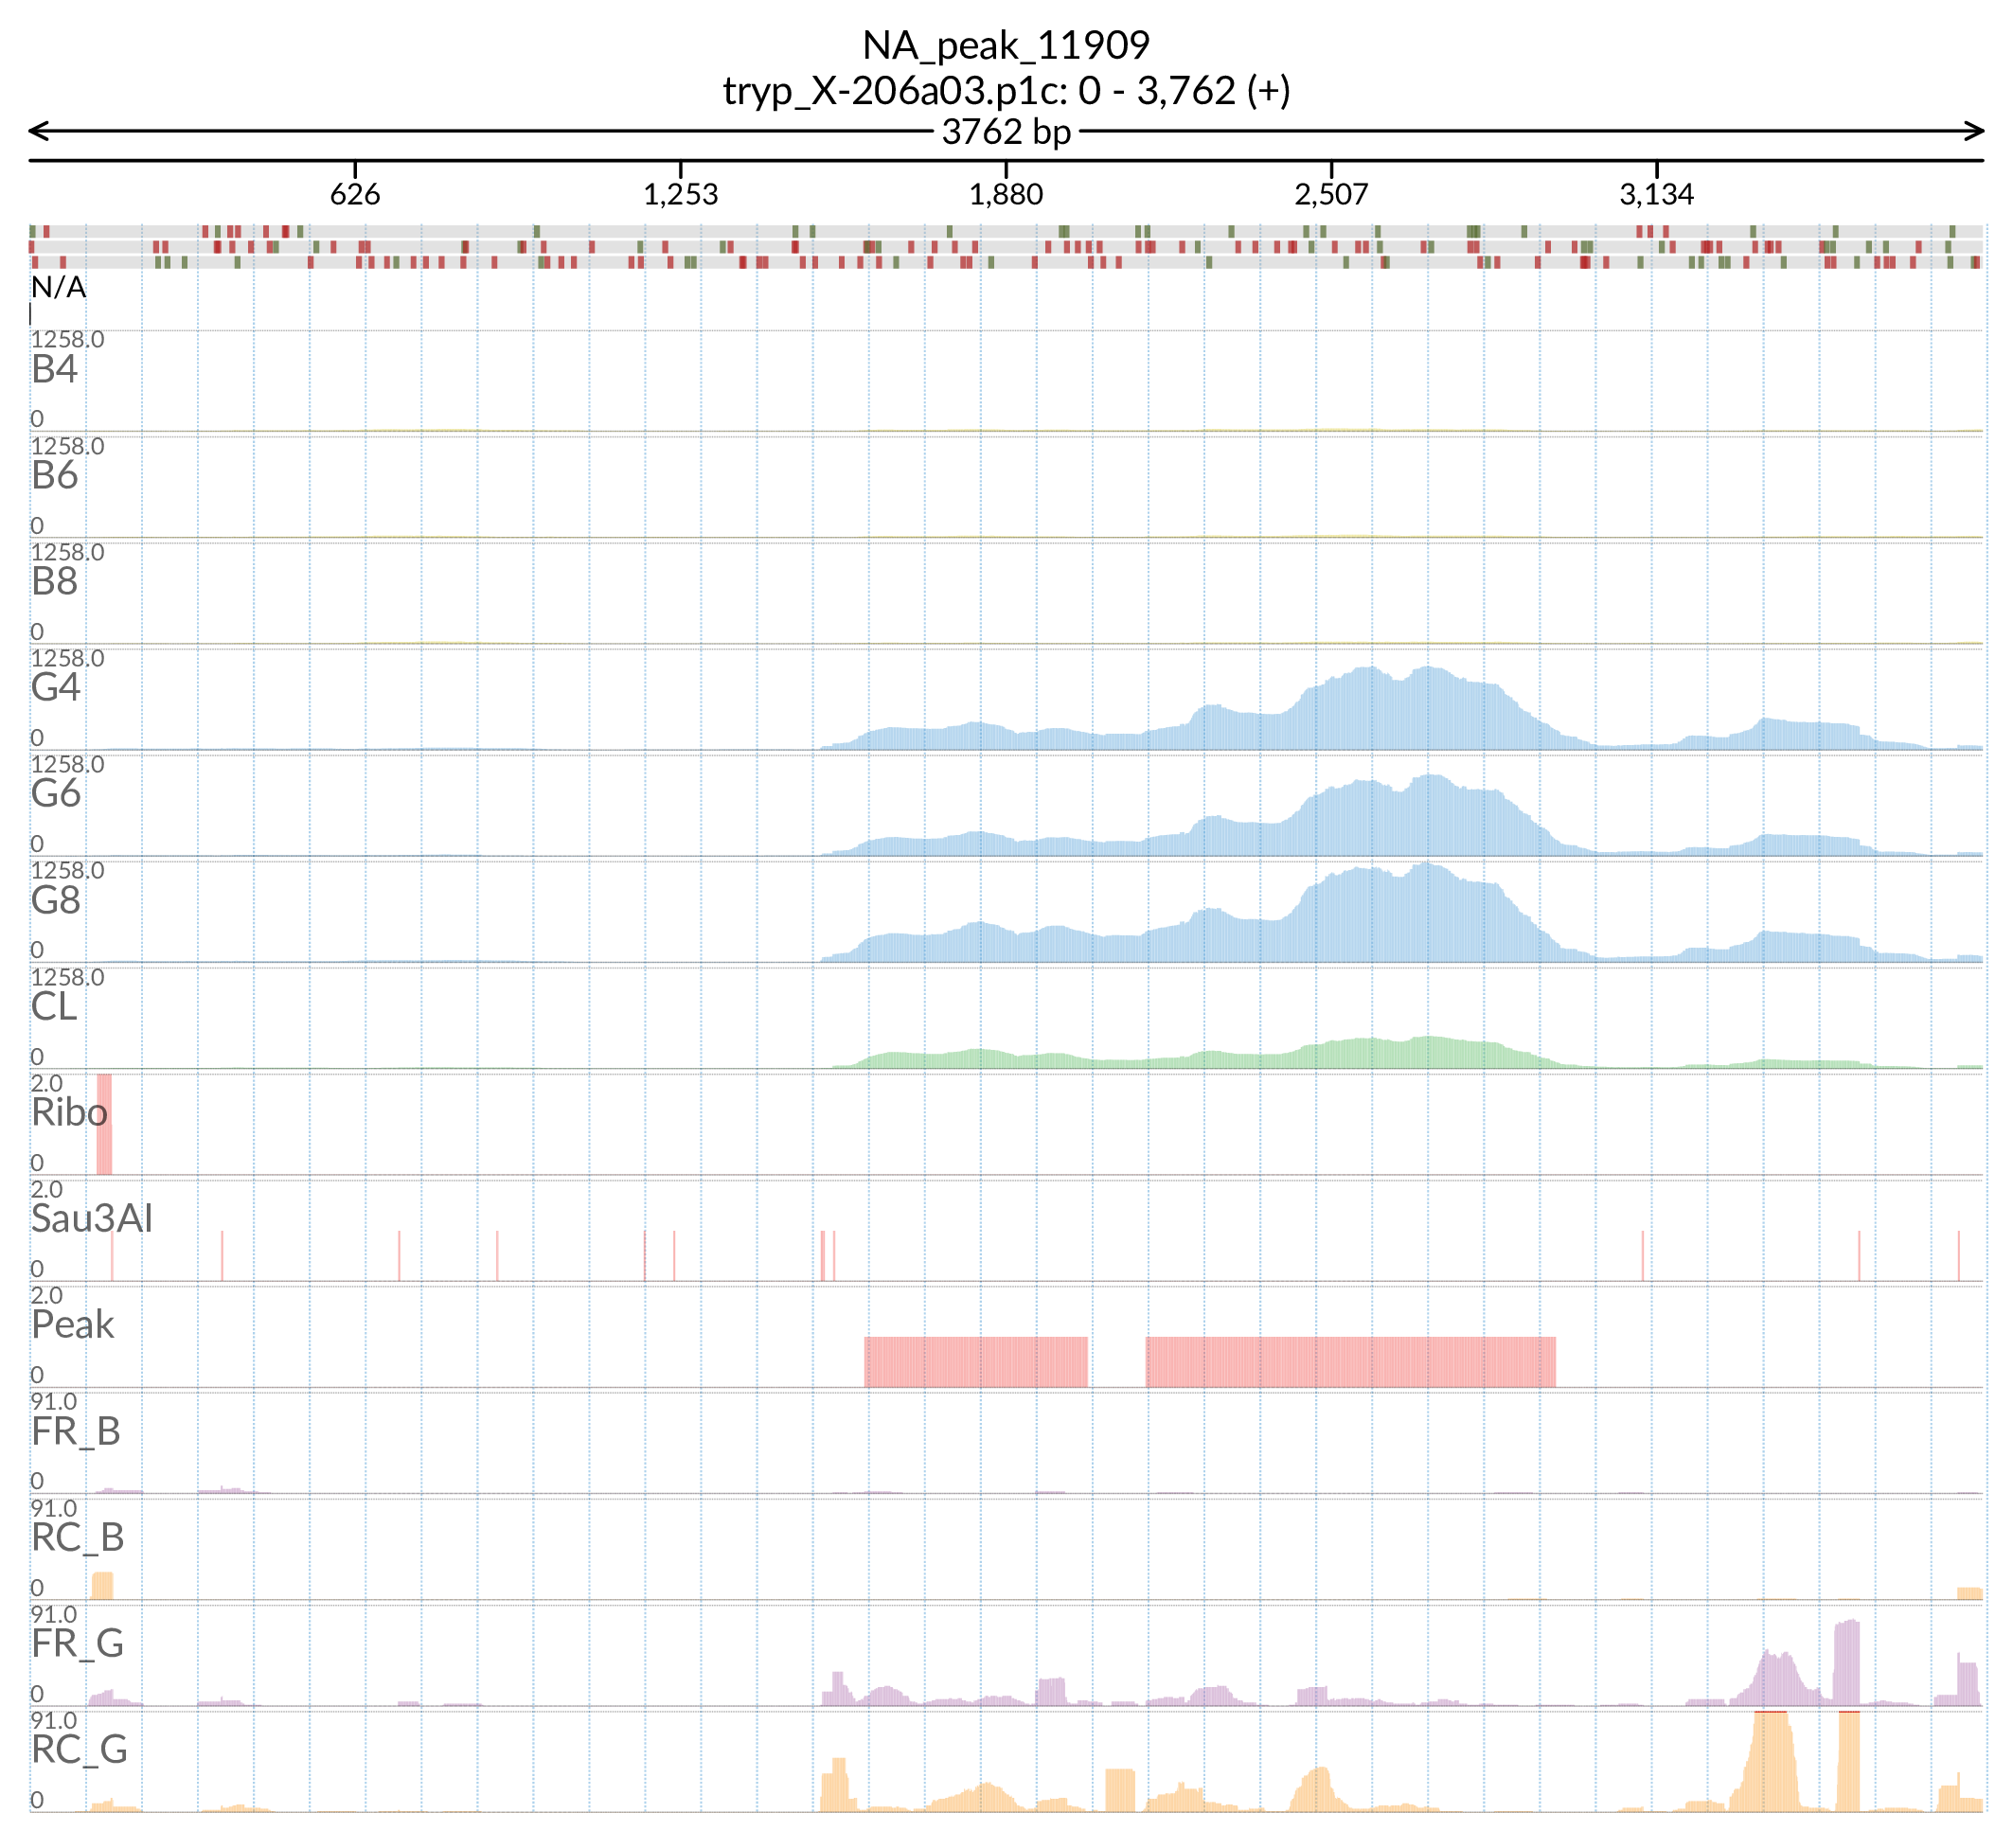 NA_peak_11909
tryp_X-206a03.p1c: 0 - 3,762 (+)
3762 bp
626 1,253 1,880 2,507 3,134
N/A
1258.0
B4
0
1258.0
B6
0
1258.0
B8
0
1258.0
G4
0
1258.0
G6
0
1258.0
G8
0
1258.0
CL
0
2.0
Ribo
0
2.0
Sau3AI
0
2.0
Peak
0
91.0
FR_B
0
91.0
RC_B
0
91.0
FR_G
0
91.0
RC_G
0